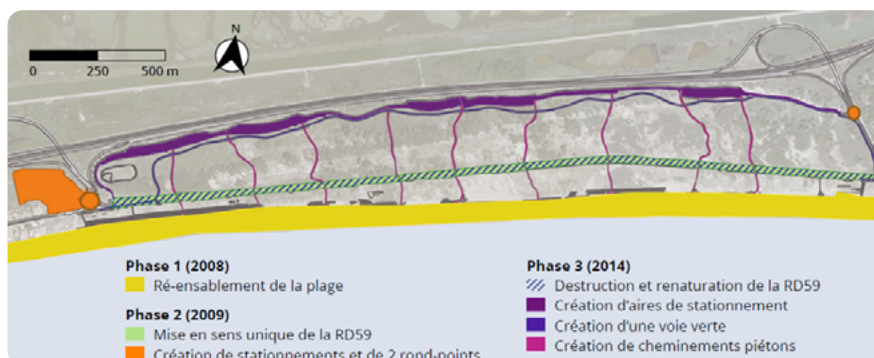 N
0 250 500 m
Phase 1 (2008)
Ré-ensablement de la plage
Phase 2 (2009)
Mise en sens unique de la RD59
Création de stationnements et de 2 rond-points
Phase 3 (2014)
Destruction et renaturation de la RD59
Création d'aires de stationnement
Création d'une voie verte
Création de cheminements piétons